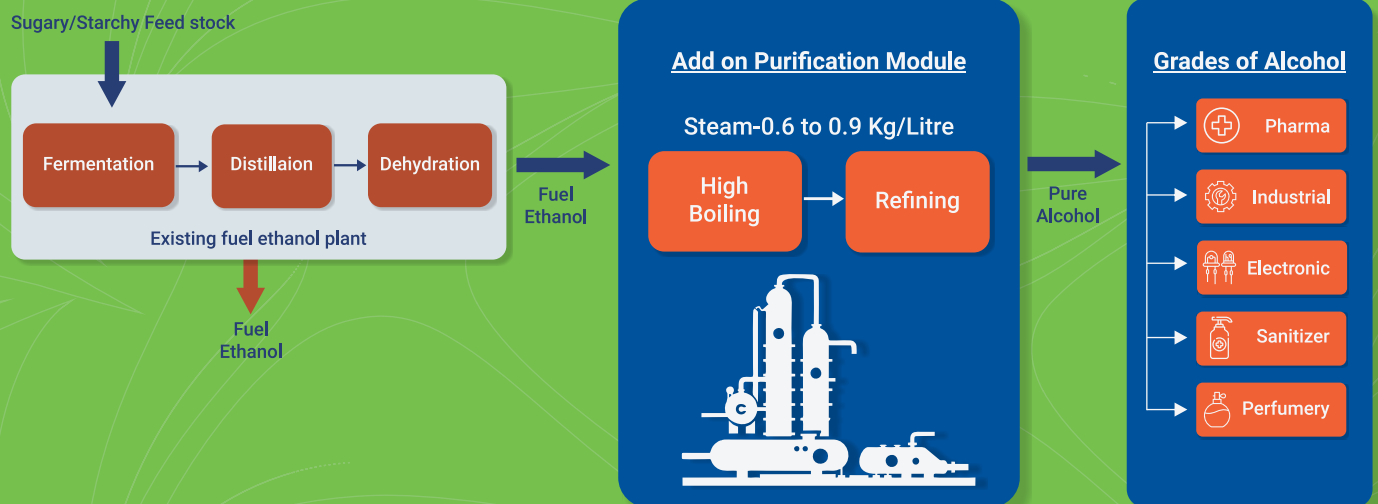 Sugary/Starchy Feed stock
Fermentation
Distillaion
Dehydration
Existing fuel ethanol plant
Fuel
Ethanol
Fuel
Ethanol
Add on Purification Module
Steam-0.6 to 0.9 Kg/Litre
High
Boiling
Refining
C
Pure
Alcohol
Grades of Alcohol
Pharma
Industrial
Electronic
Sanitizer
Perfumery